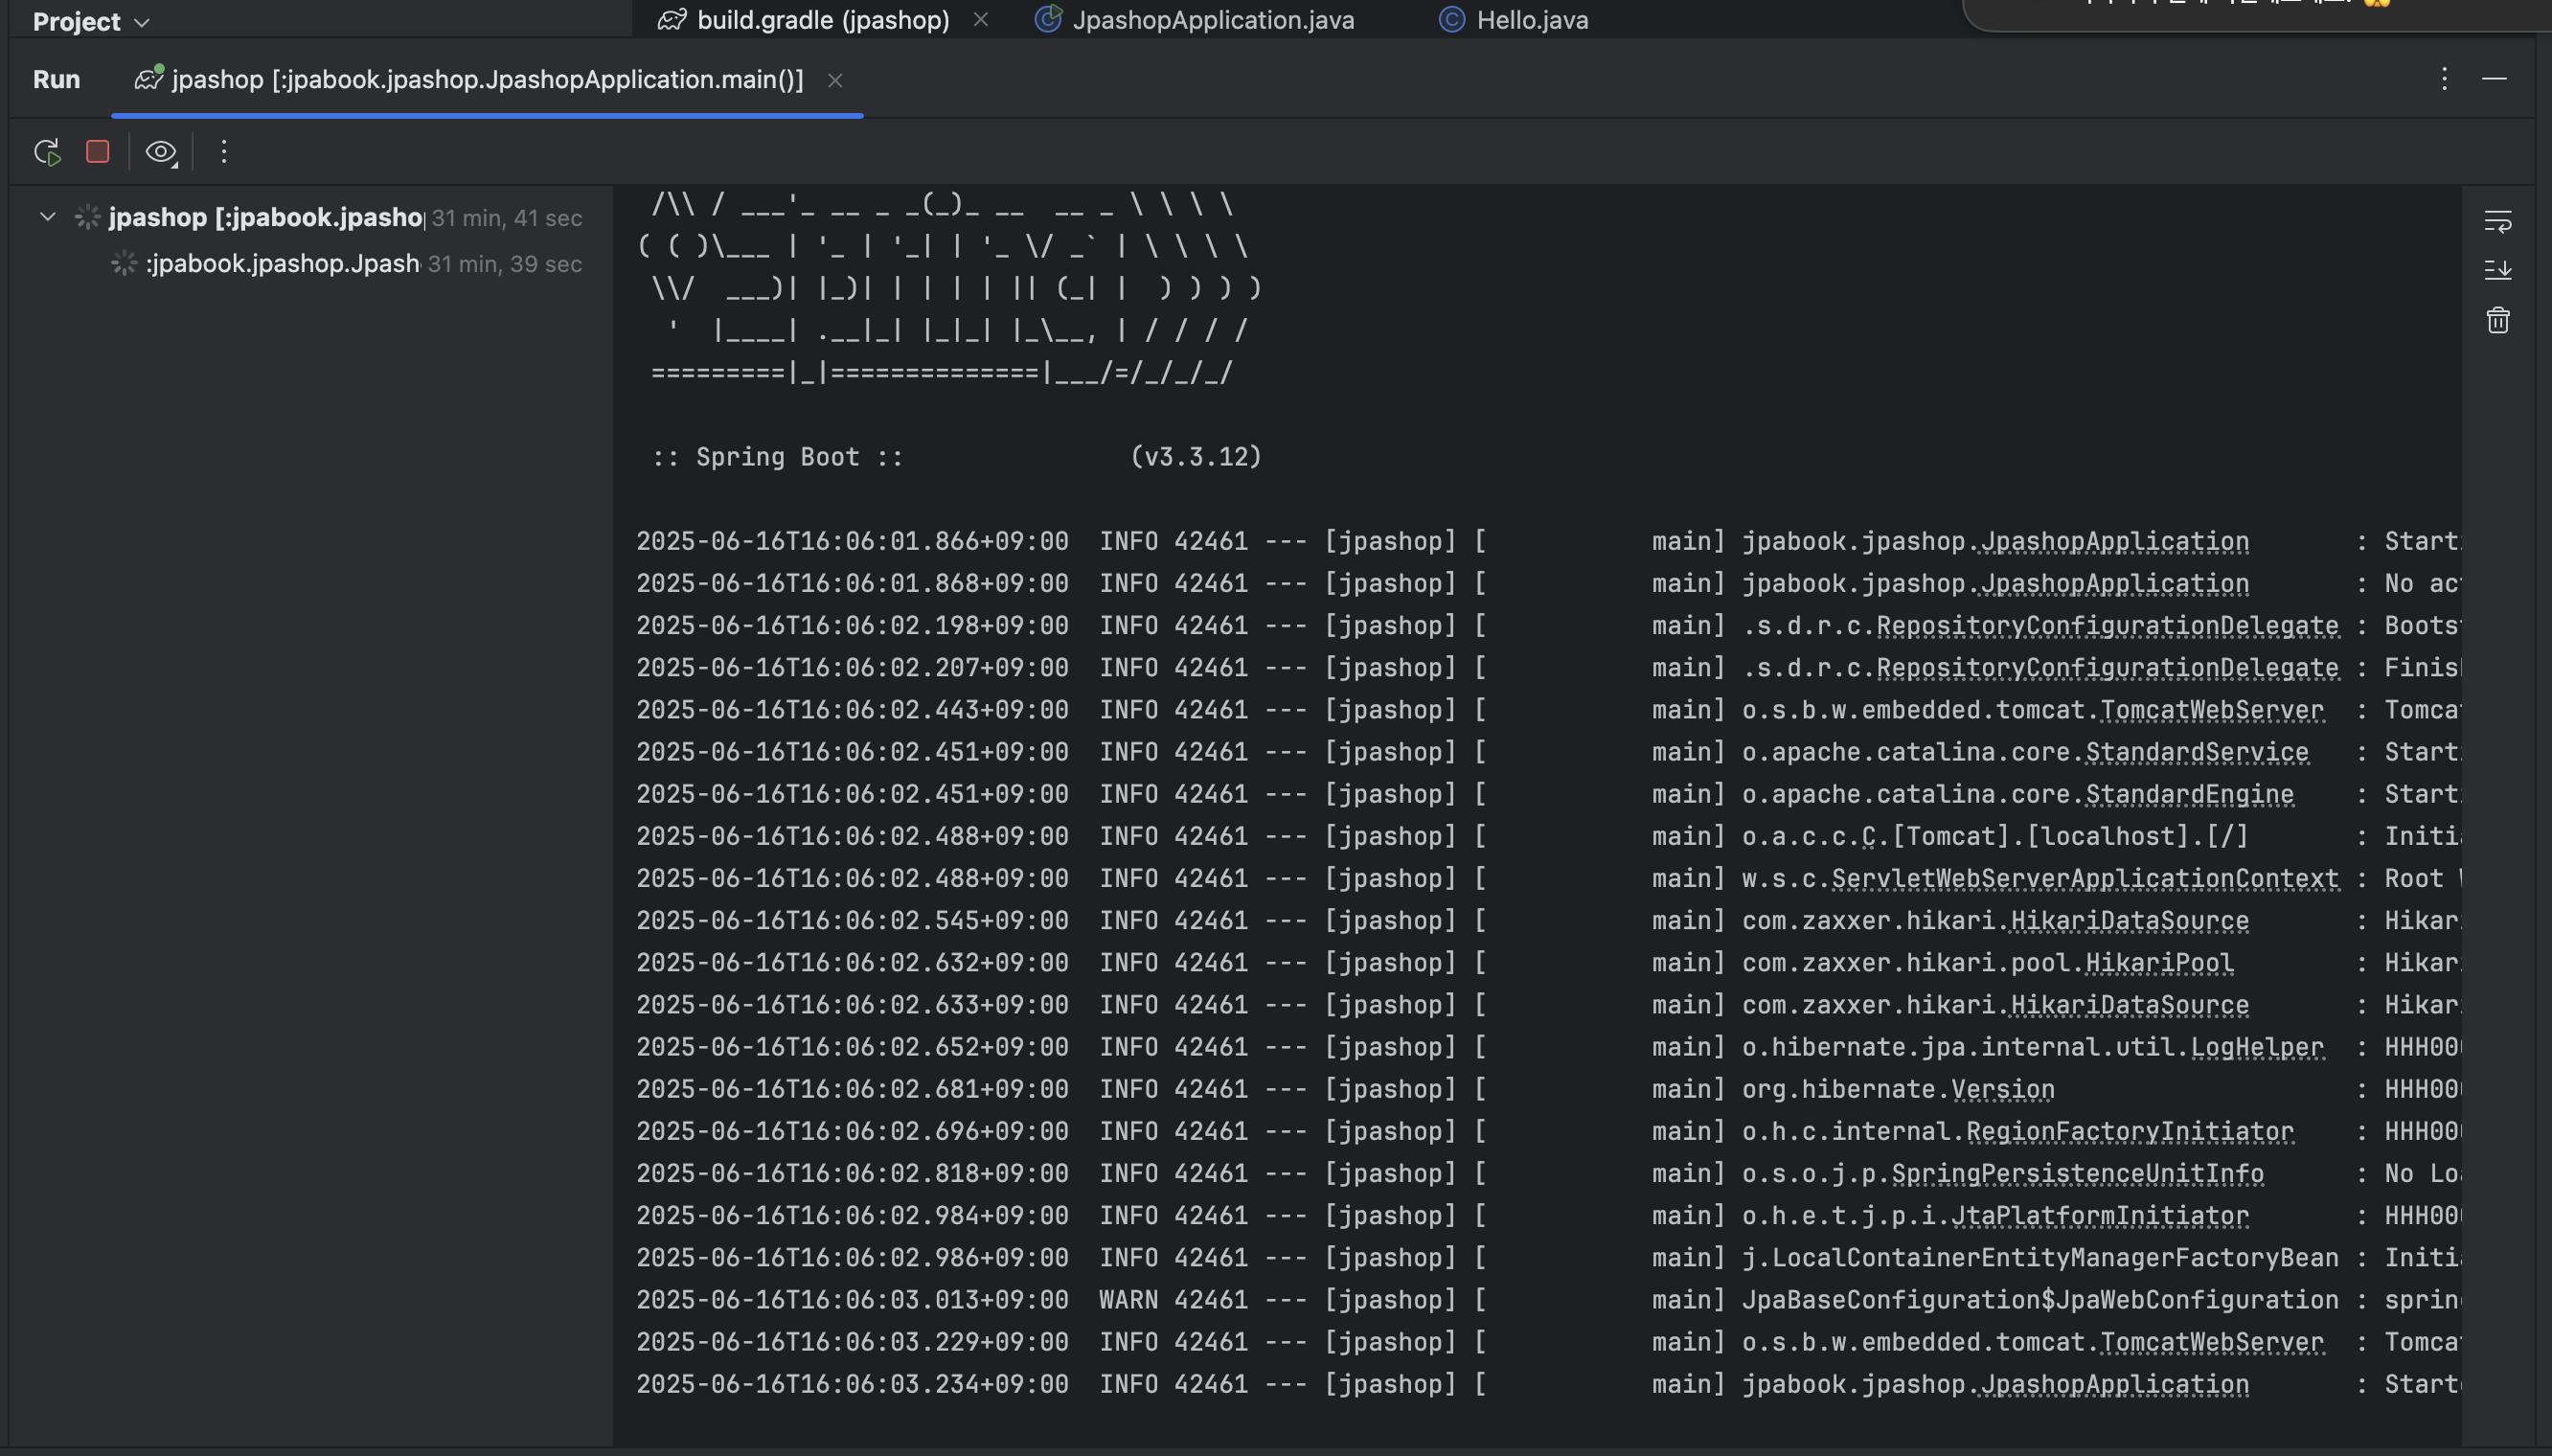 Project
build.gradle (jpashop)
JpashopApplication.java
Hello.java
Run
jpashop [:jpabook.jpashop.JpashopApplication.main()]
jpashop [:jpabook.jpasho 31 min, 41 sec
:jpabook.jpashop.Jpash 31 min, 39 sec
 /\\ / ___'_ __ _ _(_)_ __  __ _ \ \ \ \
( ( )\___ | '_ | '_| | '_ \/ _` | \ \ \ \
 \\/  ___)| |_)| | | | | || (_| |  ) ) ) )
  '  |____| .__|_| |_|_| |_\__, | / / / /
 =========|_|==============|___/=/_/_/_/
 :: Spring Boot ::               (v3.3.12)
2025-06-16T16:06:01.866+09:00  INFO 42461 --- [jpashop] [           main] jpabook.jpashop.JpashopApplication       : Start
2025-06-16T16:06:01.868+09:00  INFO 42461 --- [jpashop] [           main] jpabook.jpashop.JpashopApplication       : No ac
2025-06-16T16:06:02.198+09:00  INFO 42461 --- [jpashop] [           main] .s.d.r.c.RepositoryConfigurationDelegate : Boots
2025-06-16T16:06:02.207+09:00  INFO 42461 --- [jpashop] [           main] .s.d.r.c.RepositoryConfigurationDelegate : Finis
2025-06-16T16:06:02.443+09:00  INFO 42461 --- [jpashop] [           main] o.s.b.w.embedded.tomcat.TomcatWebServer  : Tomca
2025-06-16T16:06:02.451+09:00  INFO 42461 --- [jpashop] [           main] o.apache.catalina.core.StandardService   : Start
2025-06-16T16:06:02.451+09:00  INFO 42461 --- [jpashop] [           main] o.apache.catalina.core.StandardEngine    : Start
2025-06-16T16:06:02.488+09:00  INFO 42461 --- [jpashop] [           main] o.a.c.c.C.[Tomcat].[localhost].[/]       : Initi
2025-06-16T16:06:02.488+09:00  INFO 42461 --- [jpashop] [           main] w.s.c.ServletWebServerApplicationContext : Root
2025-06-16T16:06:02.545+09:00  INFO 42461 --- [jpashop] [           main] com.zaxxer.hikari.HikariDataSource       : Hikar
2025-06-16T16:06:02.632+09:00  INFO 42461 --- [jpashop] [           main] com.zaxxer.hikari.pool.HikariPool        : Hikar
2025-06-16T16:06:02.633+09:00  INFO 42461 --- [jpashop] [           main] com.zaxxer.hikari.HikariDataSource       : Hikar
2025-06-16T16:06:02.652+09:00  INFO 42461 --- [jpashop] [           main] o.hibernate.jpa.internal.util.LogHelper  : HHH00
2025-06-16T16:06:02.681+09:00  INFO 42461 --- [jpashop] [           main] org.hibernate.Version                    : HHH00
2025-06-16T16:06:02.696+09:00  INFO 42461 --- [jpashop] [           main] o.h.c.internal.RegionFactoryInitiator    : HHH00
2025-06-16T16:06:02.818+09:00  INFO 42461 --- [jpashop] [           main] o.s.o.j.p.SpringPersistenceUnitInfo      : No Lo
2025-06-16T16:06:02.984+09:00  INFO 42461 --- [jpashop] [           main] o.h.e.t.j.p.i.JtaPlatformInitiator       : HHH00
2025-06-16T16:06:02.986+09:00  INFO 42461 --- [jpashop] [           main] j.LocalContainerEntityManagerFactoryBean : Initi
2025-06-16T16:06:03.013+09:00  WARN 42461 --- [jpashop] [           main] JpaBaseConfiguration$JpaWebConfiguration : sprin
2025-06-16T16:06:03.229+09:00  INFO 42461 --- [jpashop] [           main] o.s.b.w.embedded.tomcat.TomcatWebServer  : Tomca
2025-06-16T16:06:03.234+09:00  INFO 42461 --- [jpashop] [           main] jpabook.jpashop.JpashopApplication       : Start